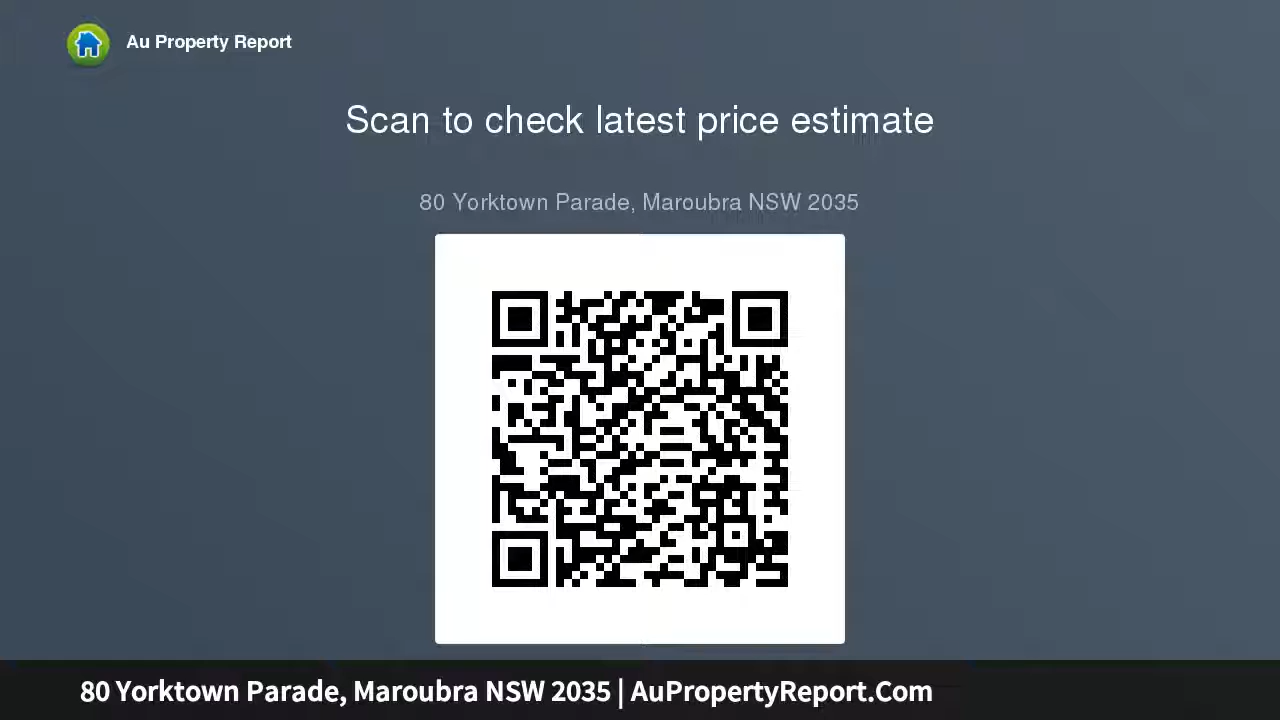 Au Property Report
Scan to check latest price estimate
80 Yorktown Parade, Maroubra NSW 2035
80 Yorktown Parade, Maroubra NSW 2035 | AuPropertyReport.Com